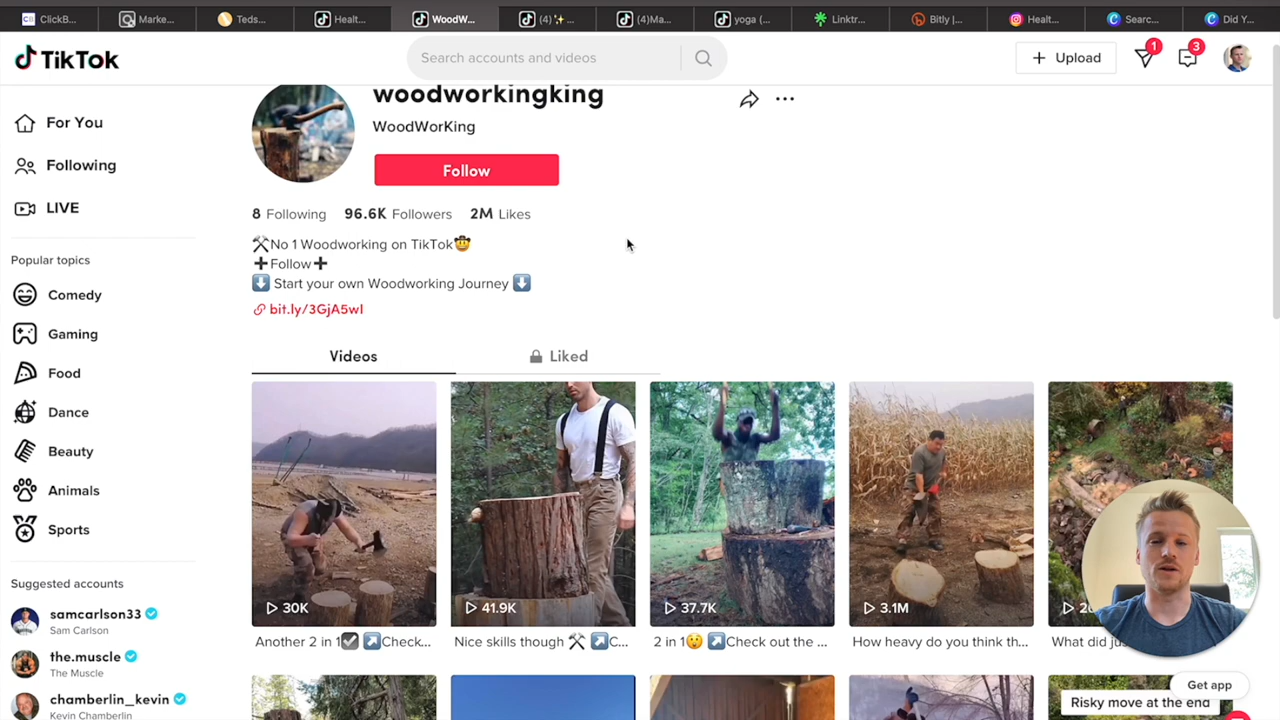 ClickB...
Marke...
Teds...
Healt...
WoodW...
(4)✨...
(4)Ma...
yoga (...
Linktr...
Bitly |...
Healt...
Searc...
Did Y...
TikTok
Search accounts and videos
Upload
1
3
For You
Following
LIVE
Popular topics
Comedy
Gaming
Food
Dance
Beauty
Animals
Sports
Suggested accounts
samcarlson33
Sam Carlson
the.muscle
The Muscle
chamberlin_kevin
Kevin Chamberlin
woodworkingking
WoodWorKing
Follow
8 Following 96.6K Followers 2M Likes
⚒️No 1 Woodworking on TikTok🤠
➕Follow➕
⬇️ Start your own Woodworking Journey ⬇️
bit.ly/3GjA5wI
Videos
Liked
30K
41.9K
37.7K
3.1M
Another 2 in 1☑️ ↗️Check...
Nice skills though ⚒️ ↗️C...
2 in 1😲 ↗️Check out the ...
How heavy do you think th...
What did
Get app
Risky move at the end